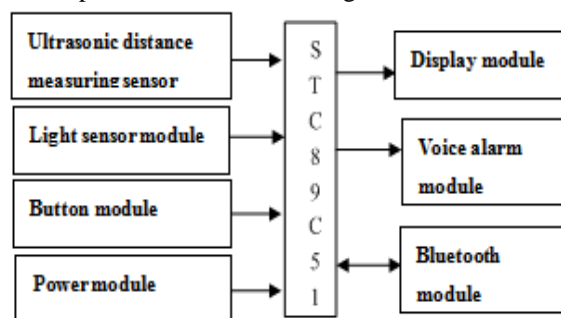 Ultrasonic distance
measuring sensor
Light sensor module
Button module
Power module
S
T
C
8
9
C
5
1
Display module
Voice alarm
module
Bluetooth
module